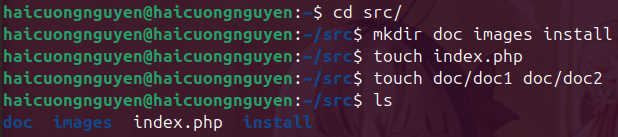 haicuongnguyen@haicuongnguyen:~$ cd src/
haicuongnguyen@haicuongnguyen:~/src$ mkdir doc images install
haicuongnguyen@haicuongnguyen:~/src$ touch index.php
haicuongnguyen@haicuongnguyen:~/src$ touch doc/doc1 doc/doc2
haicuongnguyen@haicuongnguyen:~/src$ ls
doc  images  index.php  install